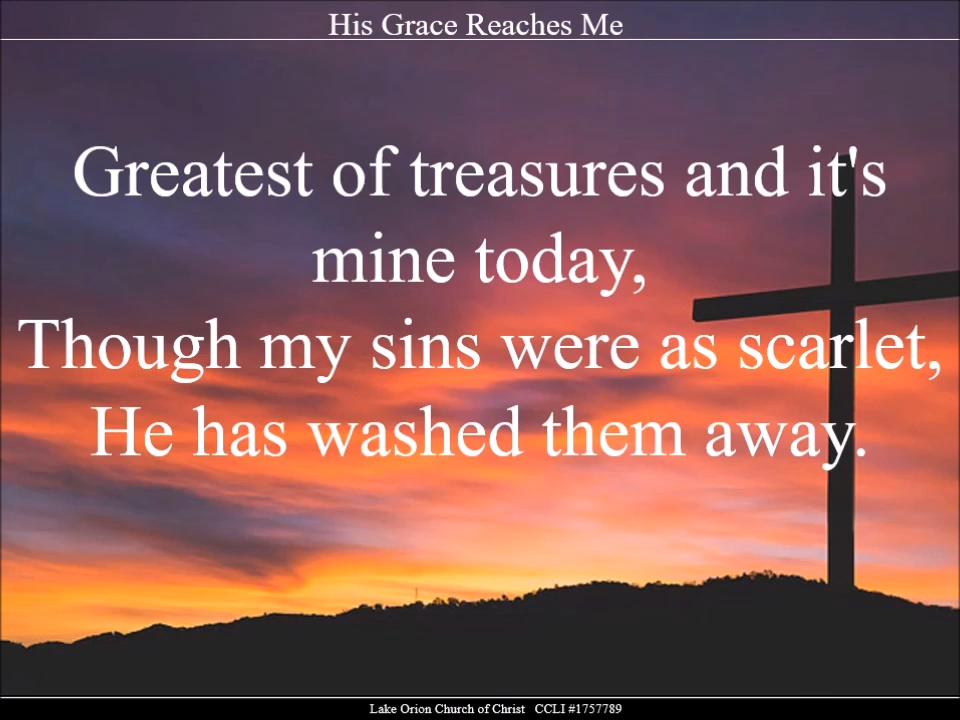 His Grace Reaches Me
Greatest of treasures and it's
mine today,
Though my sins were as scarlet,
He has washed them away.
Lake Orion Church of Christ CCLI #1757789